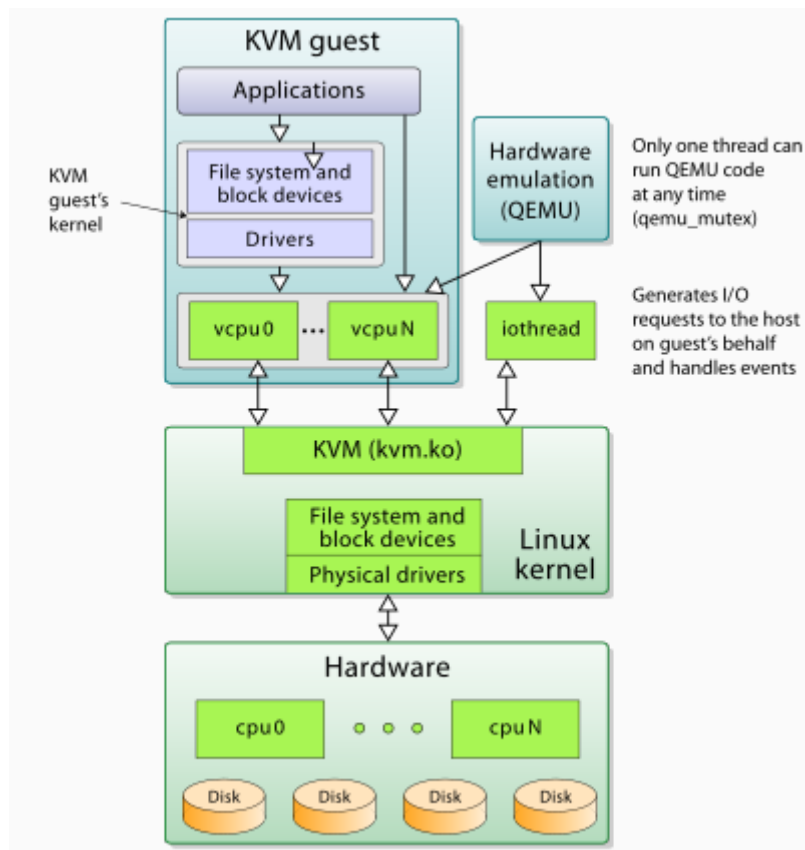 KVM guest
Applications
KVM
guest's
kernel
File system and
block devices
Drivers
Hardware
emulation
(QEMU)
Only one thread can
run QEMU code
at any time
(qemu_mutex)
vcpu0
...
vcpuN
iothread
Generates I/O
requests to the host
on guest's behalf
and handles events
KVM (kvm.ko)
File system and
block devices
Physical drivers
Linux
kernel
Hardware
cpu0
cpuN
Disk
Disk
Disk
Disk